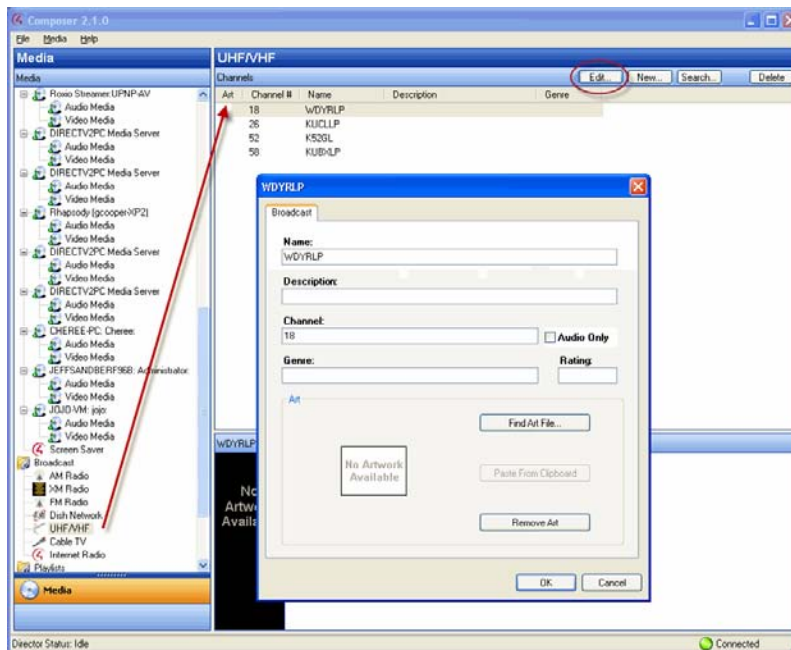 Composer 2.1.0
File Media Help
Media
UHF/VHF
Media
Channels
Edit... New... Search... Delete
Art Channel # Name Description Genre
18 WDYRLP
26 KUCLLP
52 K52GL
58 KUBXLP
Roxio Streamer:UPNP-AV
Audio Media
Video Media
DIRECTV2PC Media Server
Audio Media
Video Media
DIRECTV2PC Media Server
Audio Media
Video Media
Rhapsody (gcooperXP2)
Audio Media
Video Media
DIRECTV2PC Media Server
Audio Media
Video Media
DIRECTV2PC Media Server
Audio Media
Video Media
CHEREE-PC: Cheree:
Audio Media
Video Media
JEFFSANDBERF96B: Administrator:
Audio Media
Video Media
JOJO-VM: jojo:
Audio Media
Video Media
Screen Saver
Broadcast
AM Radio
XM Radio
FM Radio
Dish Network
UHF/VHF
Cable TV
Internet Radio
Playlists
Media
WDYRLP
Broadcast
Name:
WDYRLP
Description:
Channel:
18
Audio Only
Genre:
Rating:
Art
Find Art File...
No Artwork
Available
Paste From Clipboard
Remove Art
OK Cancel
WDYRLP
No
Artw
Availa
Director Status: Idle
Connected